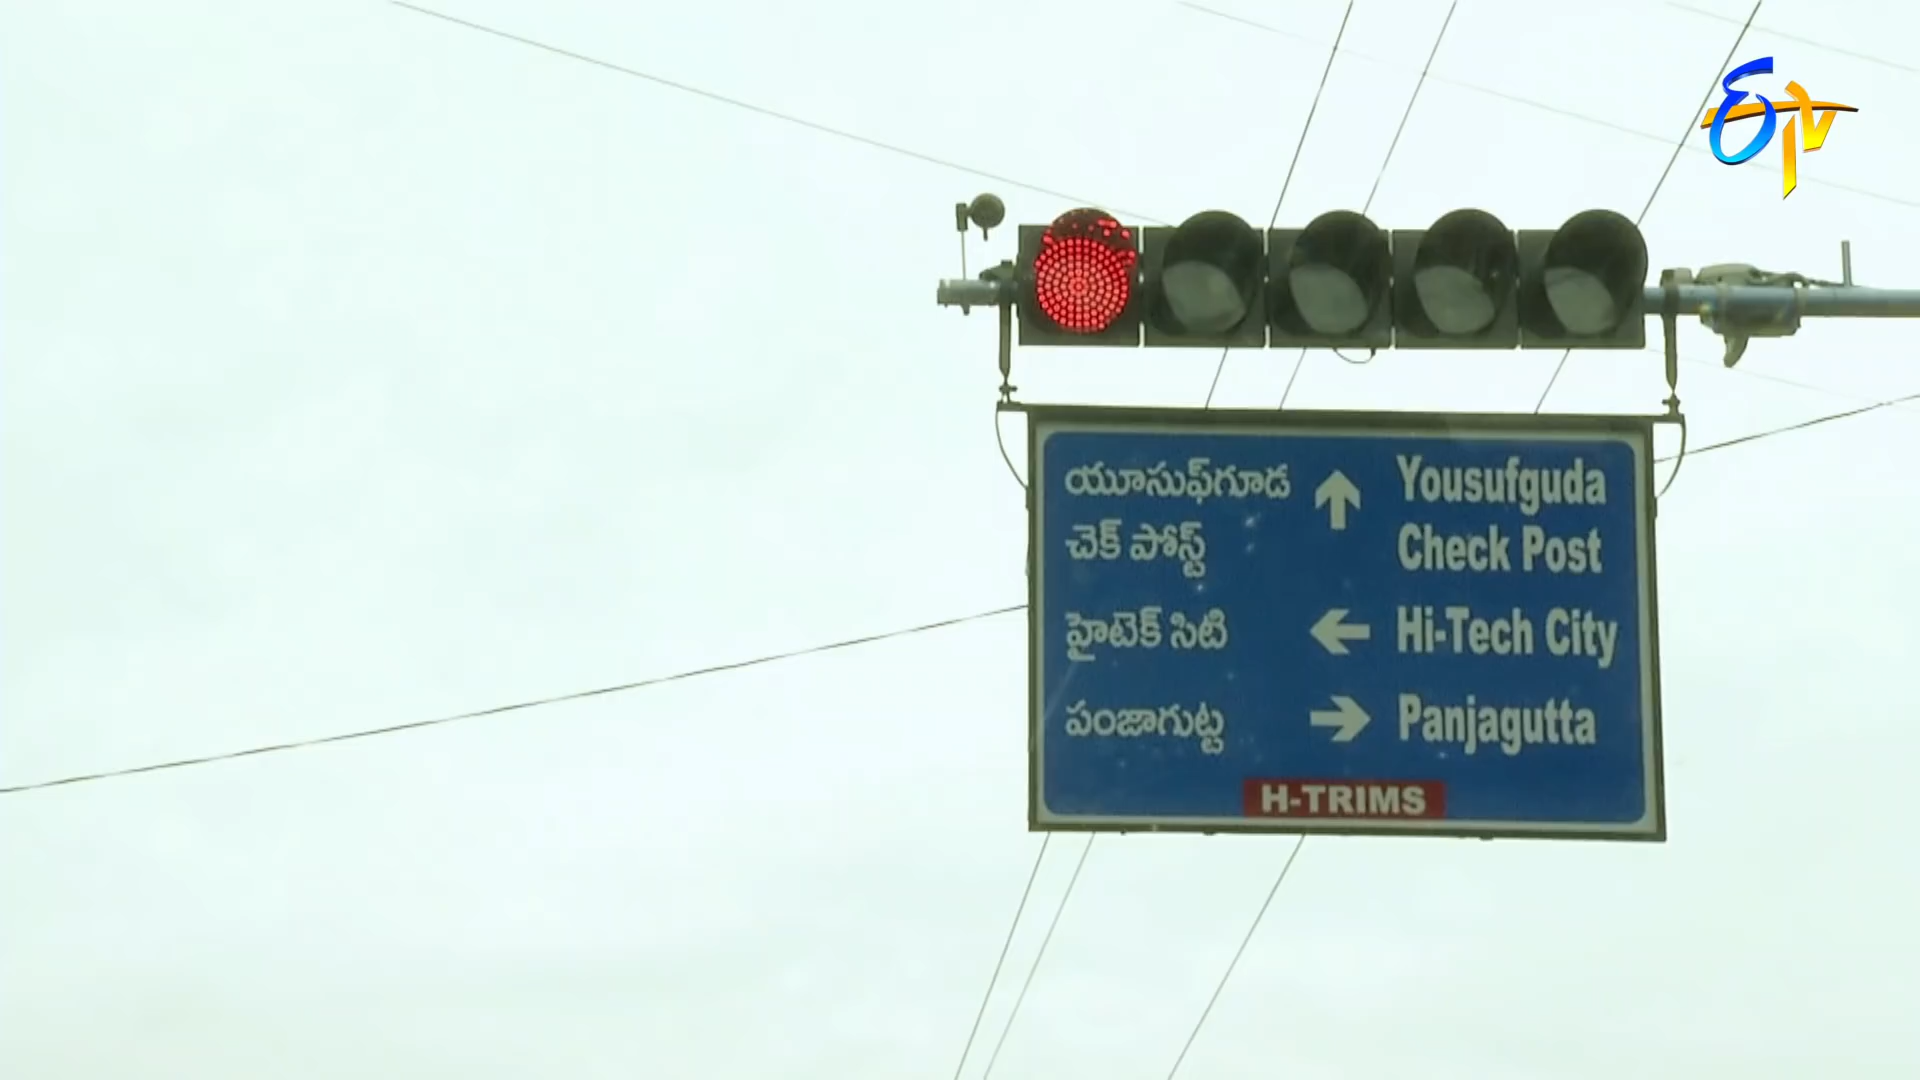 ETV
యూసుఫ్‌గూడ Yousufguda
చెక్ పోస్ట్ Check Post
హైటెక్ సిటి Hi-Tech City
పంజాగుట్ట Panjagutta
H-TRIMS